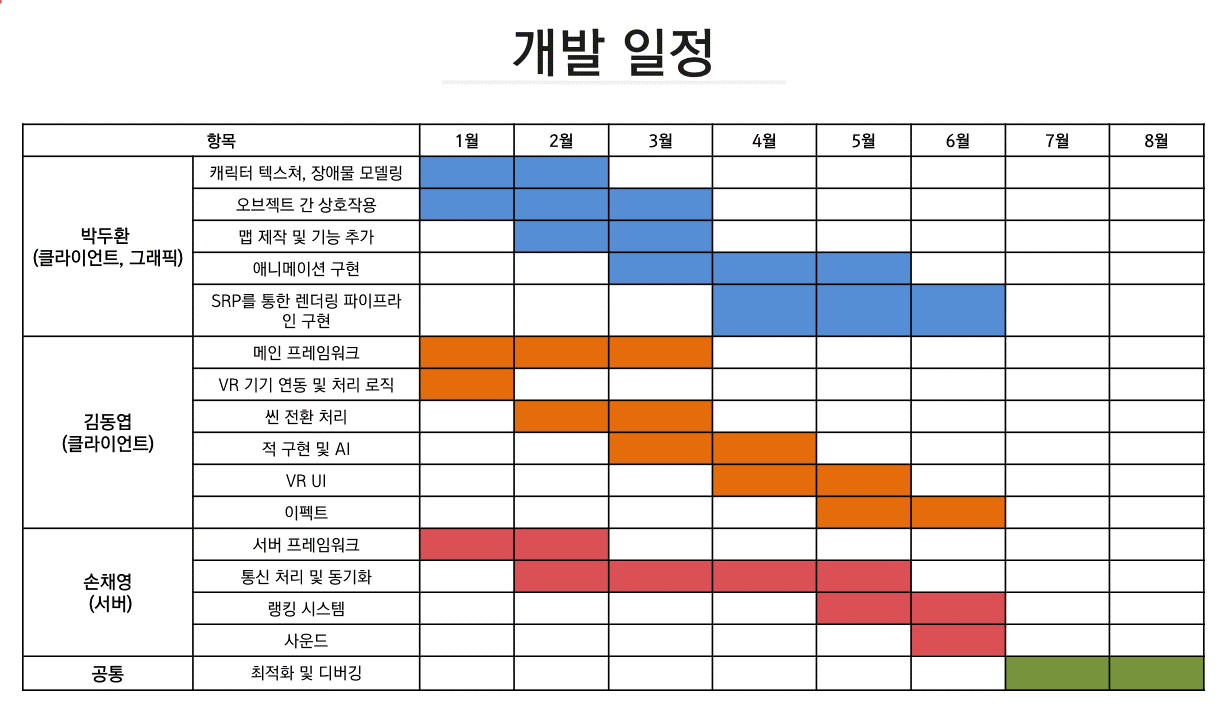 개발 일정
항목 1월 2월 3월 4월 5월 6월 7월 8월
박두환
(클라이언트, 그래픽)
캐릭터 텍스쳐, 장애물 모델링
오브젝트 간 상호작용
맵 제작 및 기능 추가
애니메이션 구현
SRP를 통한 렌더링 파이프라
인 구현
김동엽
(클라이언트)
메인 프레임워크
VR 기기 연동 및 처리 로직
씬 전환 처리
적 구현 및 AI
VR UI
이펙트
손채영
(서버)
서버 프레임워크
통신 처리 및 동기화
랭킹 시스템
사운드
공통
최적화 및 디버깅